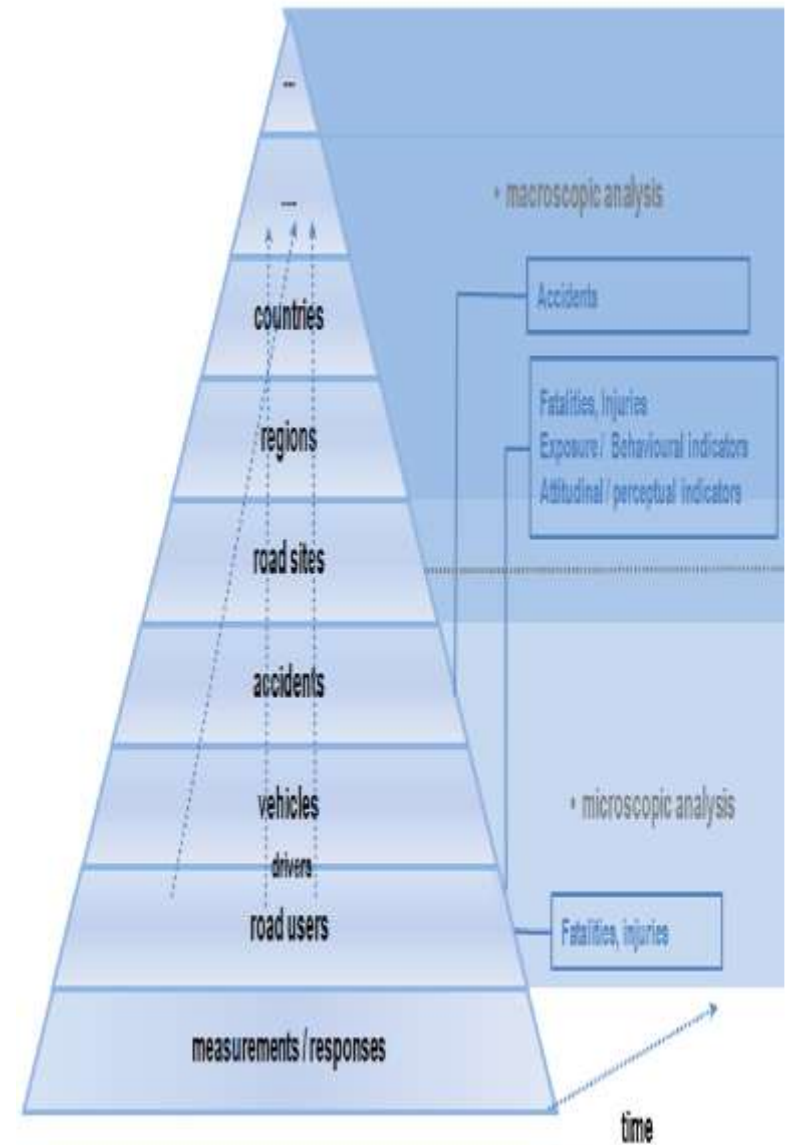 ---
• macroscopic analysis
---
Accidents
countries
Fatalities, Injuries
Exposure / Behavioural indicators
Attitudinal / perceptual indicators
regions
road sites
accidents
vehicles
• microscopic analysis
drivers
road users
Fatalities, injuries
measurements / responses
time